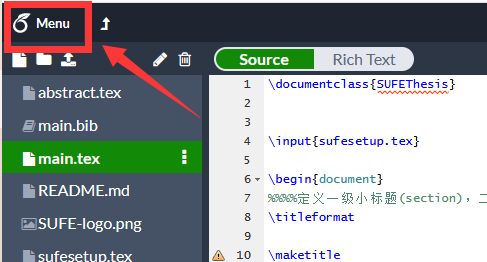 Menu
Source Rich Text
abstract.tex
main.bib
main.tex
README.md
SUFE-logo.png
sufesetup.tex
1 \documentclass{SUFEThesis}
2
3
4 \input{sufesetup.tex}
5
6 \begin{document}
7 %%%%定义一级小标题(section)，二
8 \titleformat
9
10 \maketitle